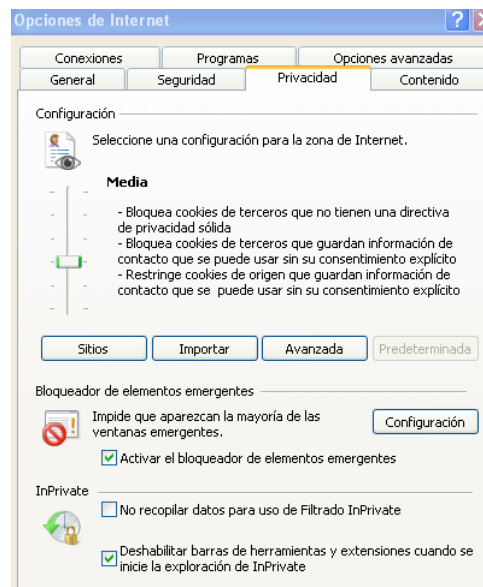 Opciones de Internet
Conexiones Programas Opciones avanzadas
General Seguridad Privacidad Contenido
Configuración
Seleccione una configuración para la zona de Internet.
Media
- Bloquea cookies de terceros que no tienen una directiva
de privacidad sólida
- Bloquea cookies de terceros que guardan información de
contacto que se puede usar sin su consentimiento explícito
- Restringe cookies de origen que guardan información de
contacto que se puede usar sin su consentimiento explícito
Sitios Importar Avanzada Predeterminada
Bloqueador de elementos emergentes
Impide que aparezcan la mayoría de las
ventanas emergentes.
Configuración
Activar el bloqueador de elementos emergentes
InPrivate
No recopilar datos para uso de Filtrado InPrivate
Deshabilitar barras de herramientas y extensiones cuando se
inicie la exploración de InPrivate